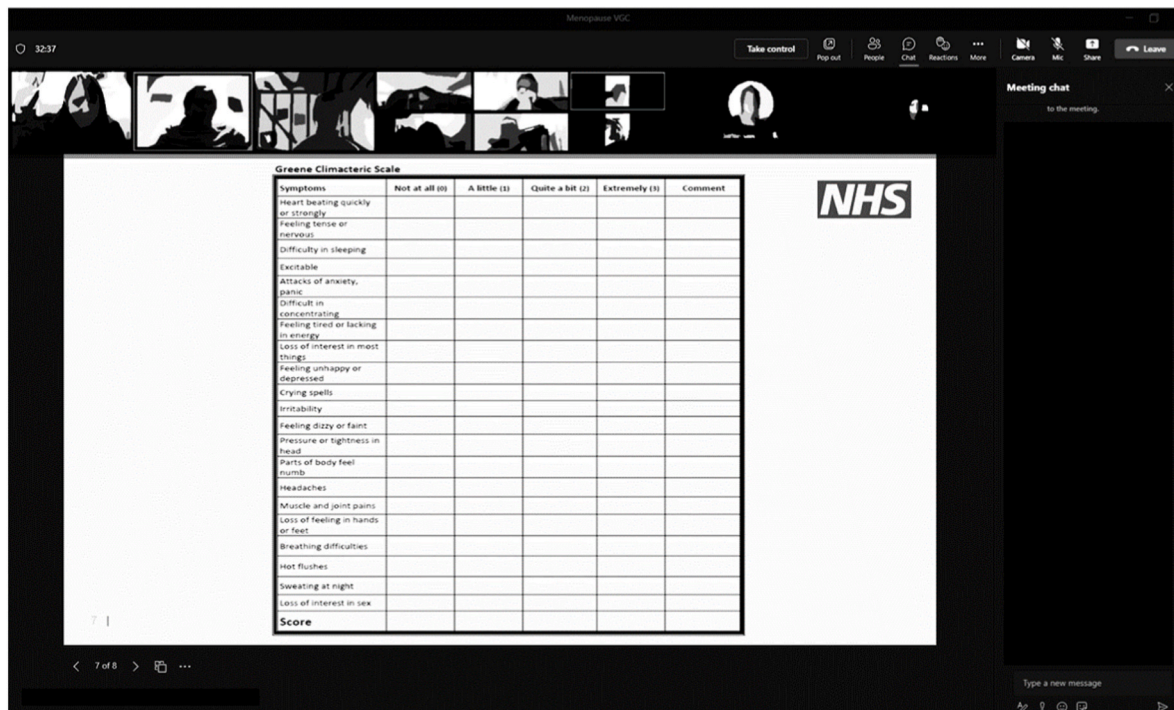 Menopause VGC
32:37
Take control
Pop out
People
Chat
Reactions
More
Camera
Mic
Share
Leave
Meeting chat
to the meeting.
Greene Climacteric Scale
Symptoms Not at all (0) A little (1) Quite a bit (2) Extremely (3) Comment
Heart beating quickly
or strongly
Feeling tense or
nervous
Difficulty in sleeping
Excitable
Attacks of anxiety,
panic
Difficult in
concentrating
Feeling tired or lacking
in energy
Loss of interest in most
things
Feeling unhappy or
depressed
Crying spells
Irritability
Feeling dizzy or faint
Pressure or tightness in
head
Parts of body feel
numb
Headaches
Muscle and joint pains
Loss of feeling in hands
or feet
Breathing difficulties
Hot flushes
Sweating at night
Loss of interest in sex
Score
NHS
7 |
7 of 8
Type a new message